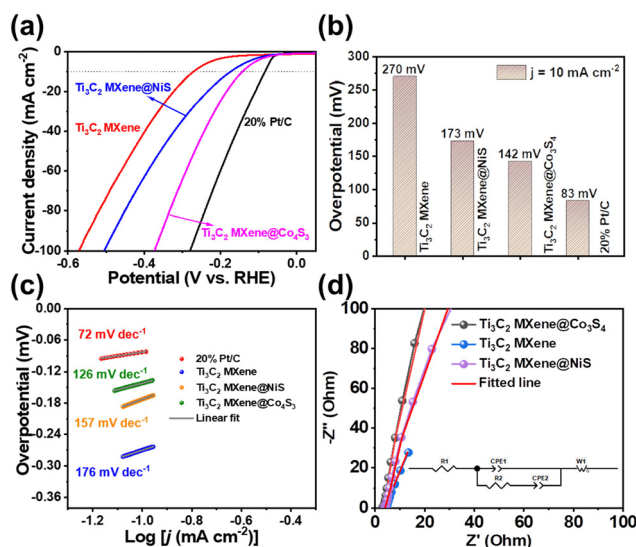 (a)
Current density (mA cm⁻²)
0
-20
-40
-60
-80
-100
Ti₃C₂ MXene@NiS
Ti₃C₂ MXene
20% Pt/C
Ti₃C₂ MXene@Co₄S₃
-0.6
-0.4
-0.2
0.0
Potential (V vs. RHE)
(b)
Overpotential (mV)
300
250
200
150
100
50
0
j = 10 mA cm⁻²
270 mV
173 mV
142 mV
83 mV
Ti₃C₂ MXene
Ti₃C₂ MXene@NiS
Ti₃C₂ MXene@Co₃S₄
20% Pt/C
(c)
Overpotential (mV)
0.00
-0.06
-0.12
-0.18
-0.24
-0.30
-0.36
72 mV dec⁻¹
126 mV dec⁻¹
157 mV dec⁻¹
176 mV dec⁻¹
20% Pt/C
Ti₃C₂ MXene
Ti₃C₂ MXene@NiS
Ti₃C₂ MXene@Co₄S₃
Linear fit
-1.2
-0.9
-0.6
-0.3
Log [j (mA cm⁻²)]
(d)
-Z" (Ohm)
100
80
60
40
20
0
Ti₃C₂ MXene@Co₃S₄
Ti₃C₂ MXene
Ti₃C₂ MXene@NiS
Fitted line
R1
CPE1
R2
CPE2
W1
0
20
40
60
80
100
Z' (Ohm)